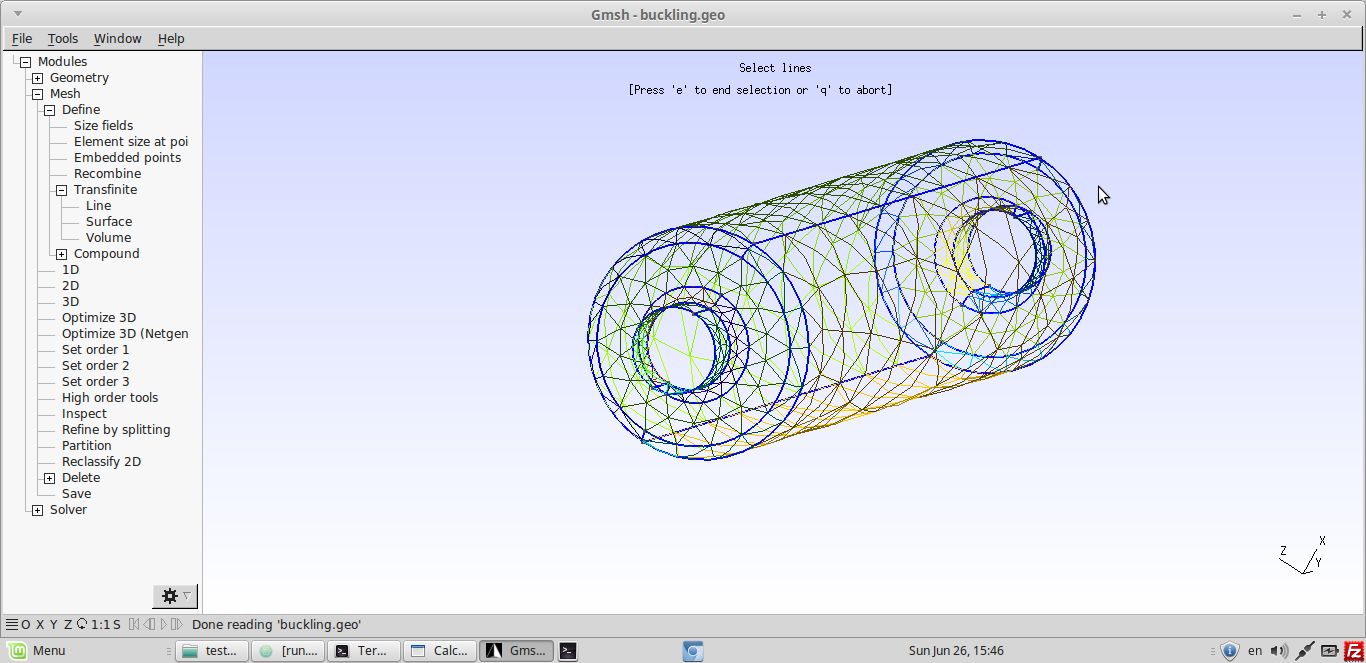 Gmsh - buckling.geo
File Tools Window Help
Modules
Geometry
Mesh
Define
Size fields
Element size at poi
Embedded points
Recombine
Transfinite
Line
Surface
Volume
Compound
1D
2D
3D
Optimize 3D
Optimize 3D (Netgen
Set order 1
Set order 2
Set order 3
High order tools
Inspect
Refine by splitting
Partition
Reclassify 2D
Delete
Save
Solver
Select lines
[Press 'e' to end selection or 'q' to abort]
X
Z
Y
O X Y Z 1:1 S Done reading 'buckling.geo'
Menu test... [run.... Ter... Calc... Gms... Sun Jun 26, 15:46 en FZ